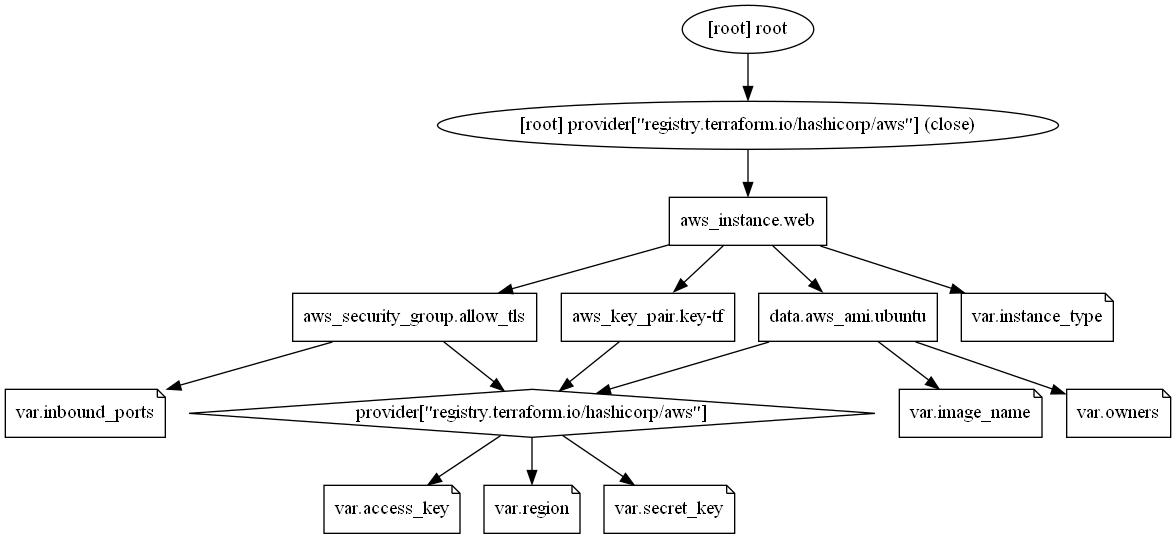 [root] root
[root] provider["registry.terraform.io/hashicorp/aws"] (close)
aws_instance.web
aws_security_group.allow_tls
aws_key_pair.key-tf
data.aws_ami.ubuntu
var.instance_type
var.inbound_ports
provider["registry.terraform.io/hashicorp/aws"]
var.image_name
var.owners
var.access_key
var.region
var.secret_key